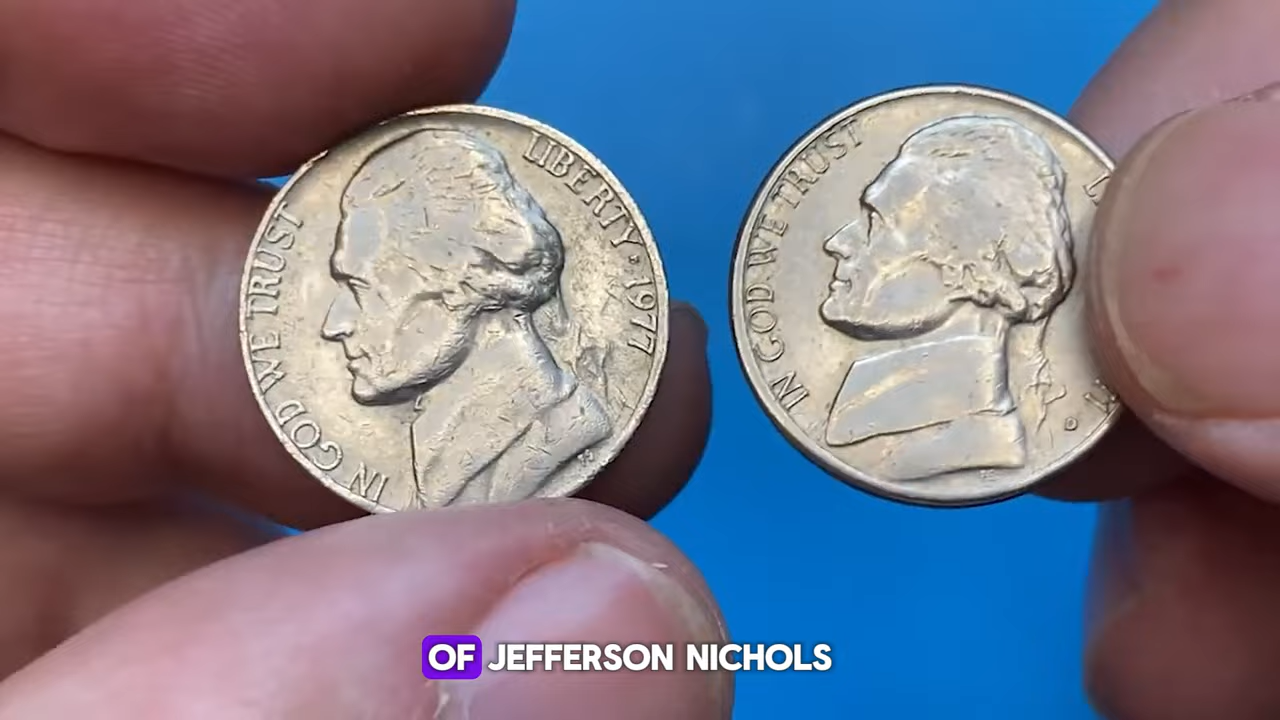 IN GOD WE TRUST
LIBERTY
1977
IN GOD WE TRUST
OF JEFFERSON NICHOLS